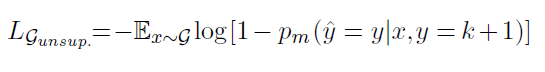 $L_{\mathcal{G}_{unsup.}} = -\mathbb{E}_{x \sim \mathcal{G}} \log[1 - p_m(\hat{y} = y | x, y = k+1)]$